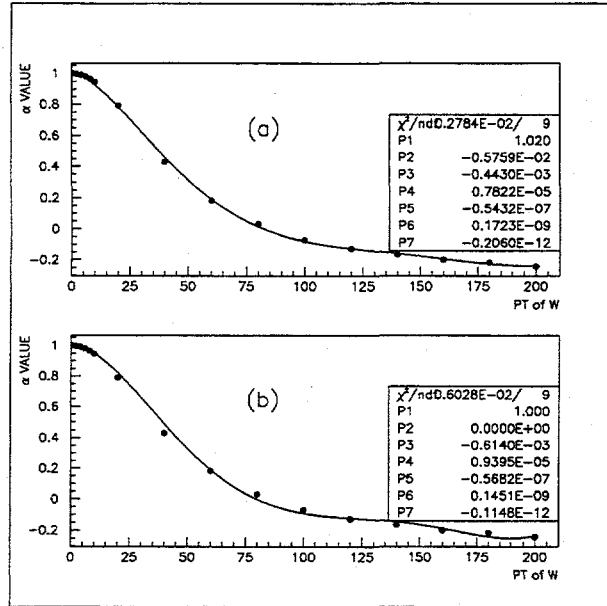 α VALUE
1
0.8
0.6
0.4
0.2
0
−0.2
(a)
χ²/ndf 0.2784E−02/ 9
P1 1.020
P2 −0.5759E−02
P3 −0.4430E−03
P4 0.7822E−05
P5 −0.5432E−07
P6 0.1723E−09
P7 −0.2060E−12
0 25 50 75 100 125 150 175 200
PT of W
α VALUE
1
0.8
0.6
0.4
0.2
0
−0.2
(b)
χ²/ndf 0.6028E−02/ 9
P1 1.000
P2 0.0000E+00
P3 −0.6140E−03
P4 0.9395E−05
P5 −0.5682E−07
P6 0.1451E−09
P7 −0.1148E−12
0 25 50 75 100 125 150 175 200
PT of W